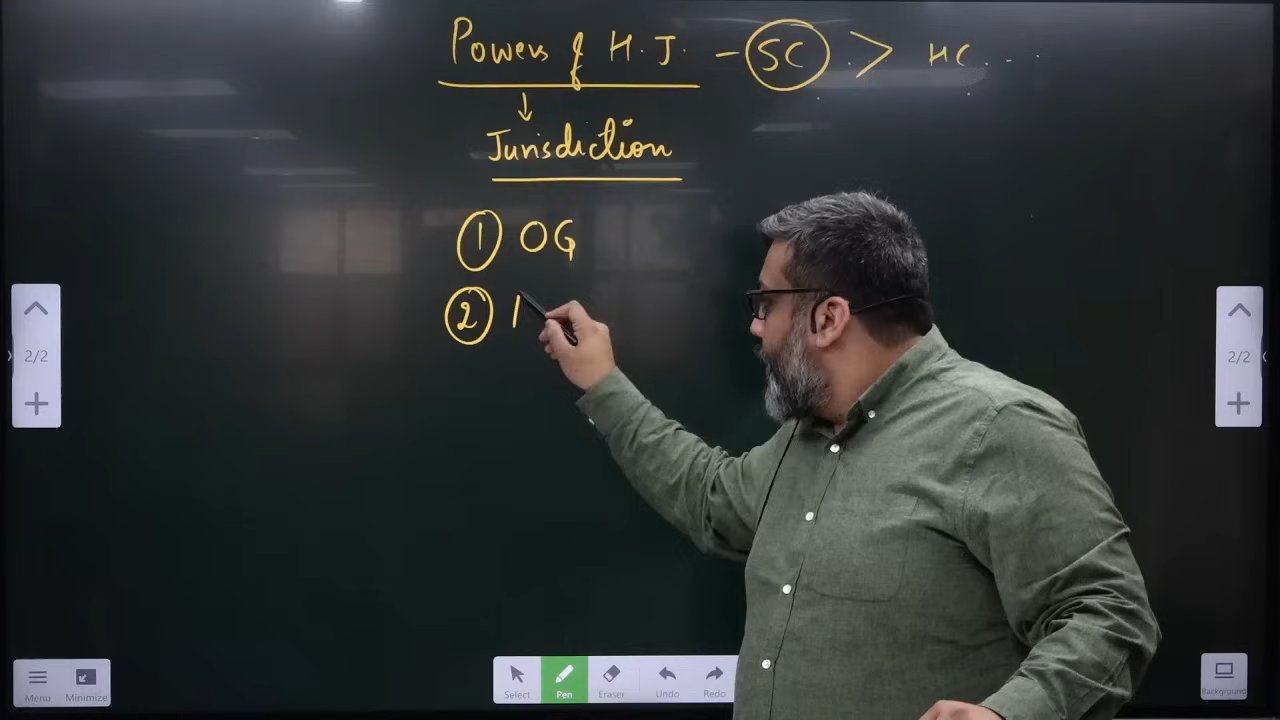 Powers of H.J. - SC > HC....
↓
Jurisdiction
1 OG
2
2/2
2/2
Menu Minimize
Select Pen Eraser Undo Redo
Background